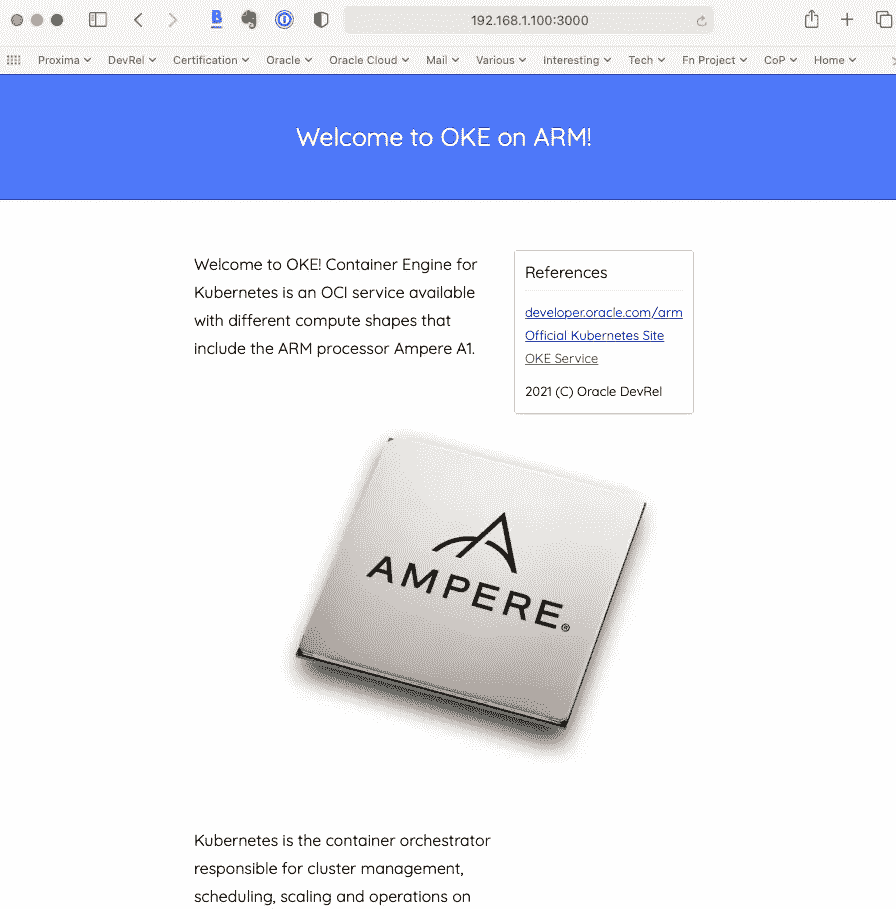 192.168.1.100:3000
Proxima DevRel Certification Oracle Oracle Cloud Mail Various Interesting Tech Fn Project CoP Home
Welcome to OKE on ARM!
Welcome to OKE! Container Engine for
Kubernetes is an OCI service available
with different compute shapes that
include the ARM processor Ampere A1.
References
developer.oracle.com/arm
Official Kubernetes Site
OKE Service
2021 (C) Oracle DevRel
AMPERE®
Kubernetes is the container orchestrator
responsible for cluster management,
scheduling, scaling and operations on